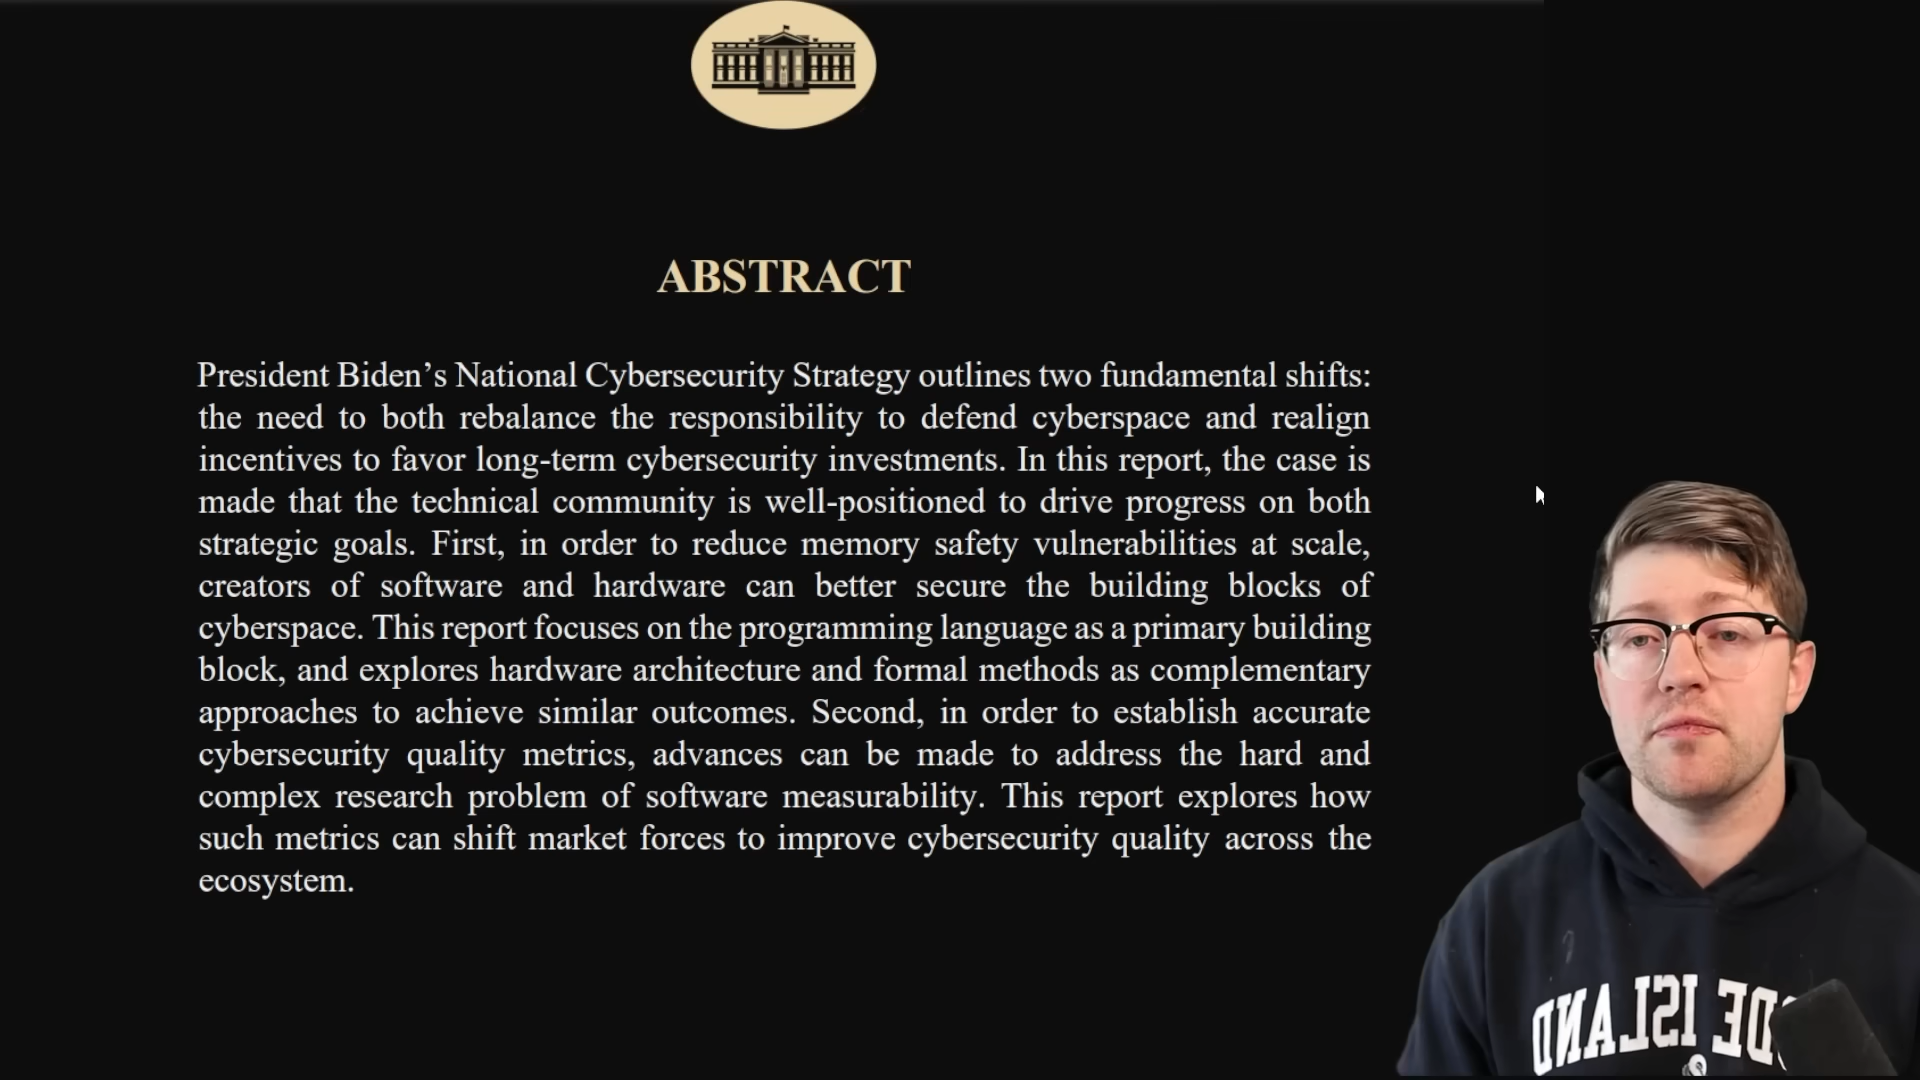 ABSTRACT
President Biden’s National Cybersecurity Strategy outlines two fundamental shifts:
the need to both rebalance the responsibility to defend cyberspace and realign
incentives to favor long-term cybersecurity investments. In this report, the case is
made that the technical community is well-positioned to drive progress on both
strategic goals. First, in order to reduce memory safety vulnerabilities at scale,
creators of software and hardware can better secure the building blocks of
cyberspace. This report focuses on the programming language as a primary building
block, and explores hardware architecture and formal methods as complementary
approaches to achieve similar outcomes. Second, in order to establish accurate
cybersecurity quality metrics, advances can be made to address the hard and
complex research problem of software measurability. This report explores how
such metrics can shift market forces to improve cybersecurity quality across the
ecosystem.
DE ISLAND